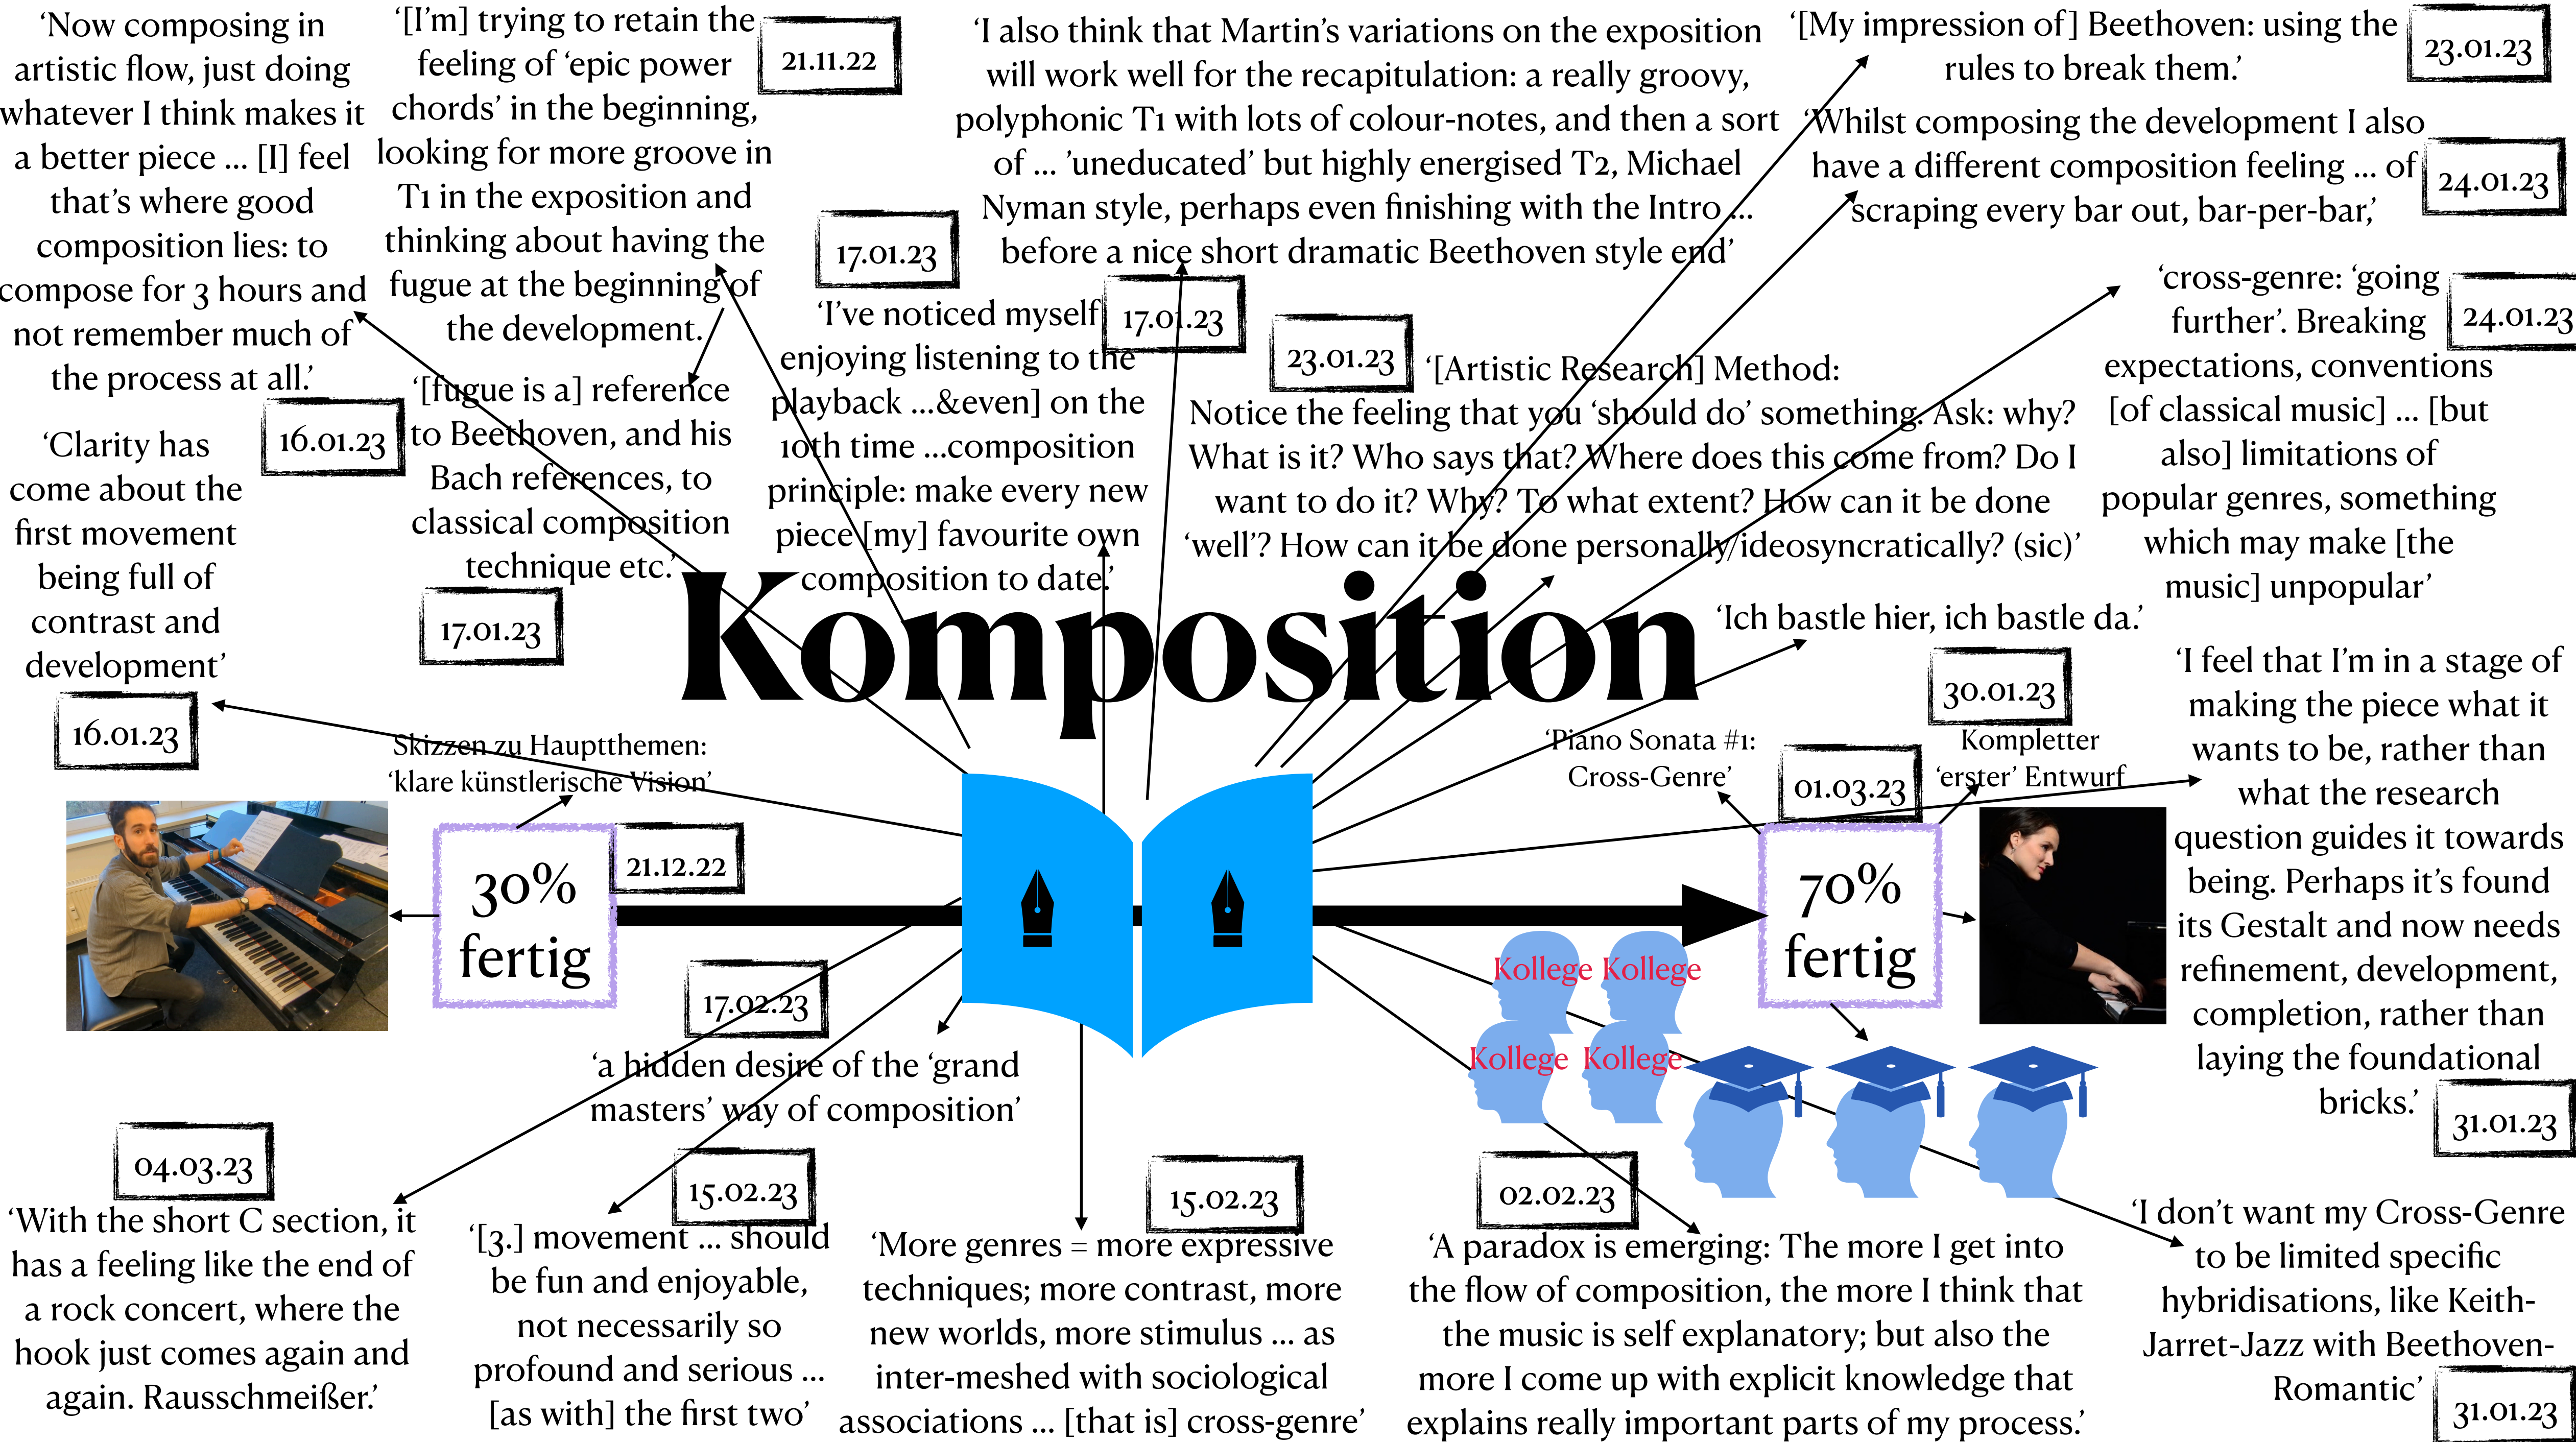 ‘Now composing in
artistic flow, just doing
whatever I think makes it
a better piece ... [I] feel
that’s where good
composition lies: to
compose for 3 hours and
not remember much of
the process at all.’
16.01.23
‘Clarity has
come about the
first movement
being full of
contrast and
development’
16.01.23
‘[I’m] trying to retain the
feeling of ‘epic power
chords’ in the beginning,
looking for more groove in
T1 in the exposition and
thinking about having the
fugue at the beginning of
the development.
21.11.22
‘[fugue is a] reference
to Beethoven, and his
Bach references, to
classical composition
technique etc.’
17.01.23
17.01.23
‘I’ve noticed myself
enjoying listening to the
playback ...&even] on the
10th time ...composition
principle: make every new
piece [my] favourite own
composition to date.’
‘I also think that Martin’s variations on the exposition
will work well for the recapitulation: a really groovy,
polyphonic T1 with lots of colour-notes, and then a sort
of ... ’uneducated’ but highly energised T2, Michael
Nyman style, perhaps even finishing with the Intro ...
before a nice short dramatic Beethoven style end’
17.01.23
‘[My impression of] Beethoven: using the
rules to break them.’
23.01.23
‘Whilst composing the development I also
have a different composition feeling ... of
scraping every bar out, bar-per-bar,’
24.01.23
23.01.23
‘[Artistic Research] Method:
Notice the feeling that you ‘should do’ something. Ask: why?
What is it? Who says that? Where does this come from? Do I
want to do it? Why? To what extent? How can it be done
‘well’? How can it be done personally/ideosyncratically? (sic)’
‘cross-genre: ‘going
further’. Breaking
expectations, conventions
[of classical music] ... [but
also] limitations of
popular genres, something
which may make [the
music] unpopular’
24.01.23
Komposition
‘Ich bastle hier, ich bastle da.’
30.01.23
‘I feel that I’m in a stage of
making the piece what it
wants to be, rather than
what the research
question guides it towards
being. Perhaps it’s found
its Gestalt and now needs
refinement, development,
completion, rather than
laying the foundational
bricks.’
31.01.23
Skizzen zu Hauptthemen:
‘klare künstlerische Vision’
30%
fertig
21.12.22
‘Piano Sonata #1:
Cross-Genre’
01.03.23
Kompletter
‘erster’ Entwurf
70%
fertig
Kollege Kollege
Kollege Kollege
17.02.23
‘a hidden desire of the ‘grand
masters’ way of composition’
04.03.23
‘With the short C section, it
has a feeling like the end of
a rock concert, where the
hook just comes again and
again. Rausschmeißer.’
15.02.23
‘[3.] movement ... should
be fun and enjoyable,
not necessarily so
profound and serious ...
[as with] the first two’
15.02.23
‘More genres = more expressive
techniques; more contrast, more
new worlds, more stimulus ... as
inter-meshed with sociological
associations ... [that is] cross-genre’
02.02.23
‘A paradox is emerging: The more I get into
the flow of composition, the more I think that
the music is self explanatory; but also the
more I come up with explicit knowledge that
explains really important parts of my process.’
‘I don’t want my Cross-Genre
to be limited specific
hybridisations, like Keith-
Jarret-Jazz with Beethoven-
Romantic’
31.01.23